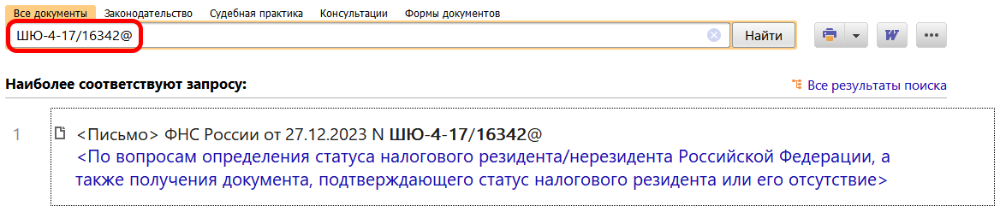 Все документы Законодательство Судебная практика Консультации Формы документов
ШЮ-4-17/16342@ Найти W
Наиболее соответствуют запросу: Все результаты поиска
1 <Письмо> ФНС России от 27.12.2023 N ШЮ-4-17/16342@
<По вопросам определения статуса налогового резидента/нерезидента Российской Федерации, а
также получения документа, подтверждающего статус налогового резидента или его отсутствие>